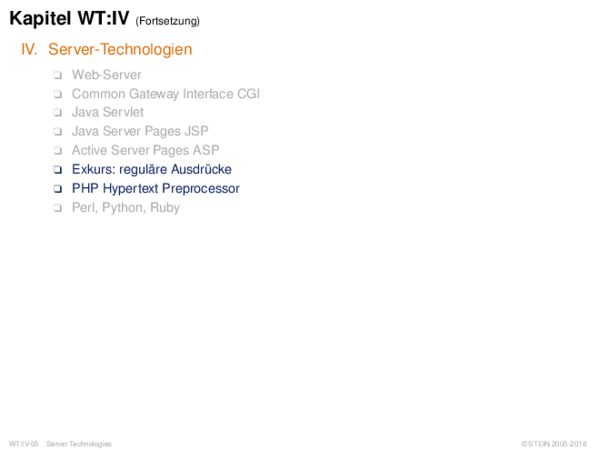 Kapitel WT:IV (Fortsetzung)
IV. Server-Technologien
❑ Web-Server
❑ Common Gateway Interface CGI
❑ Java Servlet
❑ Java Server Pages JSP
❑ Active Server Pages ASP
❑ Exkurs: reguläre Ausdrücke
❑ PHP Hypertext Preprocessor
❑ Perl, Python, Ruby
WT:IV-65 Server Technologies © STEIN 2005-2018